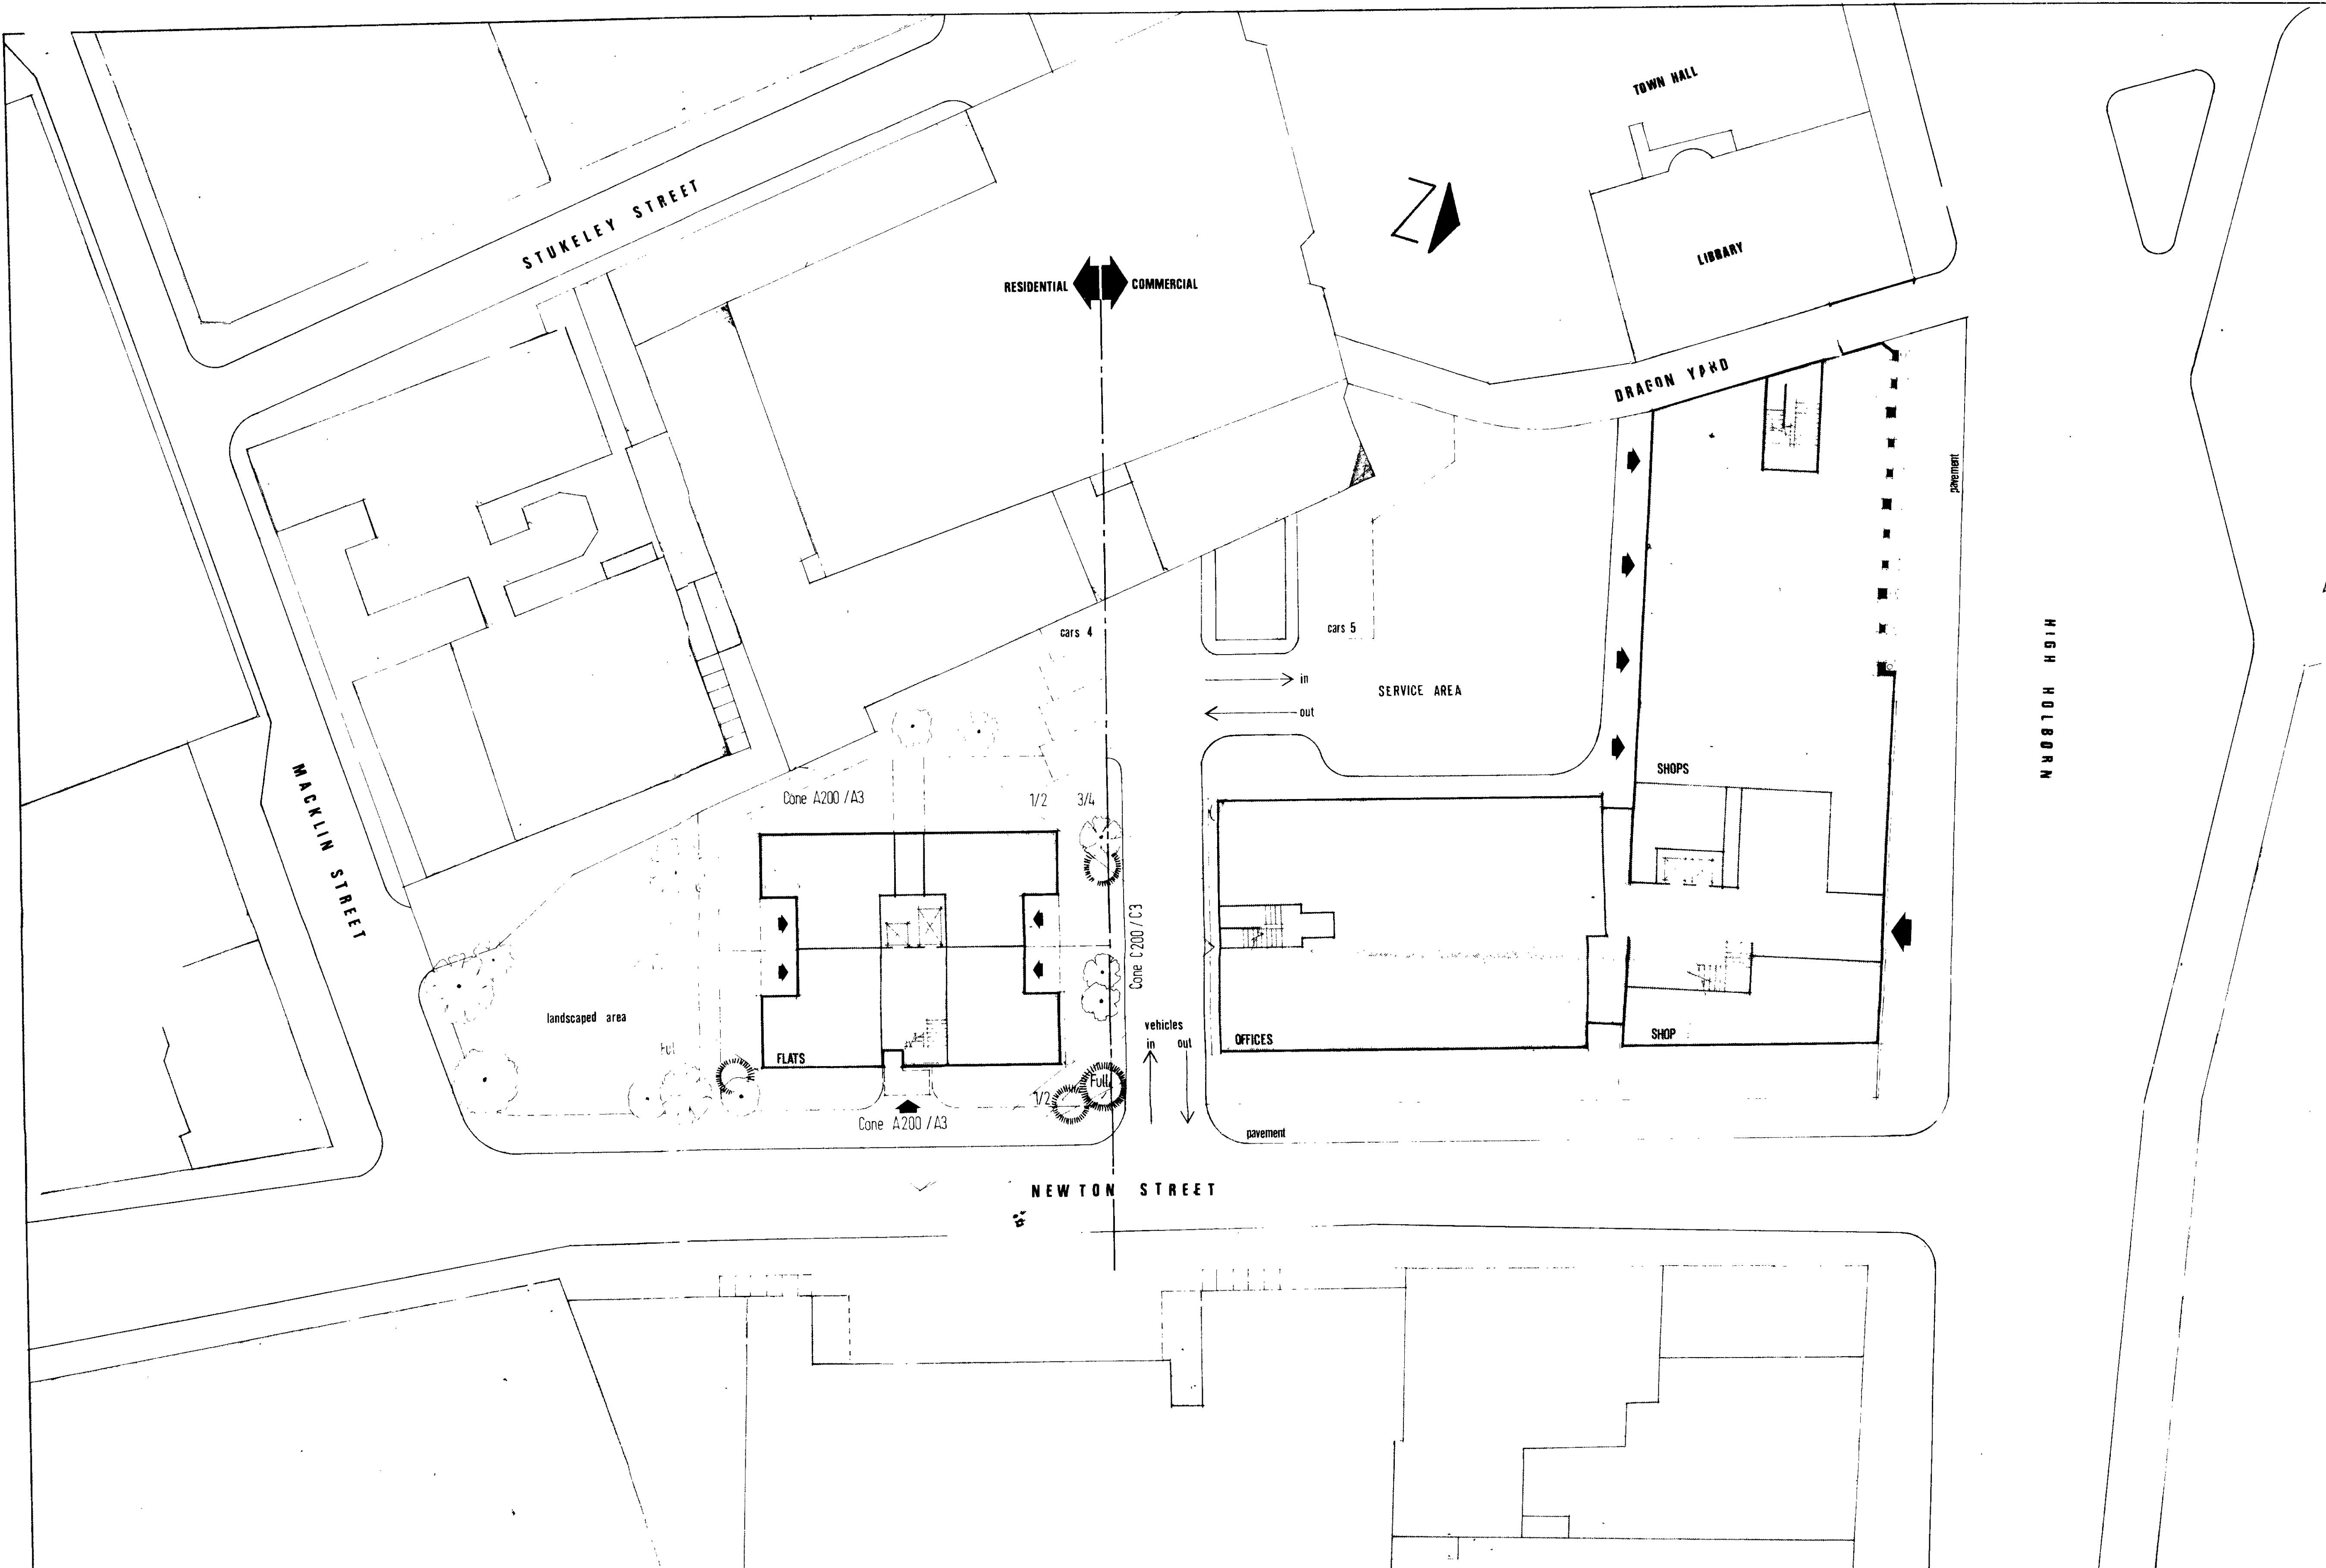 TOWN HALL
STUKELEY STREET
LIBRARY
RESIDENTIAL
COMMERCIAL
DRAGON YARD
pavement
cars 4
cars 5
HIGH HOLBORN
in
SERVICE AREA
out
SHOPS
MACKLIN STREET
Cone A200 /A3
1/2
3/4
Cone C200 / C3
landscaped area
vehicles
in out
Ful
FLATS
OFFICES
SHOP
Full
1/2
Cone A200 / A3
pavement
NEWTON STREET